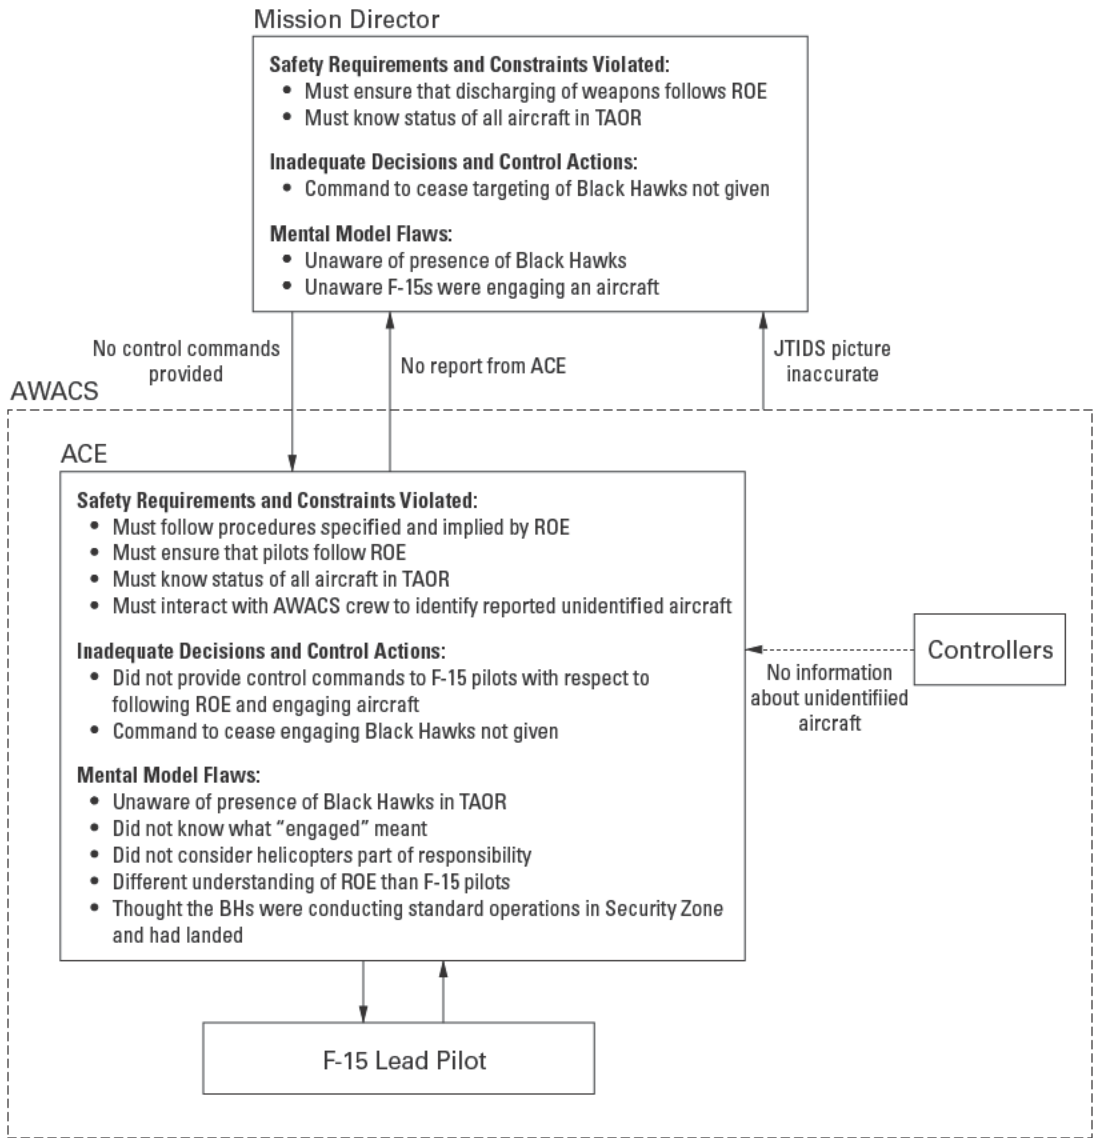 Mission Director
Safety Requirements and Constraints Violated:
• Must ensure that discharging of weapons follows ROE
• Must know status of all aircraft in TAOR
Inadequate Decisions and Control Actions:
• Command to cease targeting of Black Hawks not given
Mental Model Flaws:
• Unaware of presence of Black Hawks
• Unaware F-15s were engaging an aircraft
No control commands
provided
No report from ACE
JTIDS picture
inaccurate
AWACS
ACE
Safety Requirements and Constraints Violated:
• Must follow procedures specified and implied by ROE
• Must ensure that pilots follow ROE
• Must know status of all aircraft in TAOR
• Must interact with AWACS crew to identify reported unidentified aircraft
Inadequate Decisions and Control Actions:
• Did not provide control commands to F-15 pilots with respect to
following ROE and engaging aircraft
• Command to cease engaging Black Hawks not given
Mental Model Flaws:
• Unaware of presence of Black Hawks in TAOR
• Did not know what “engaged” meant
• Did not consider helicopters part of responsibility
• Different understanding of ROE than F-15 pilots
• Thought the BHs were conducting standard operations in Security Zone
and had landed
Controllers
No information
about unidentifiied
aircraft
F-15 Lead Pilot